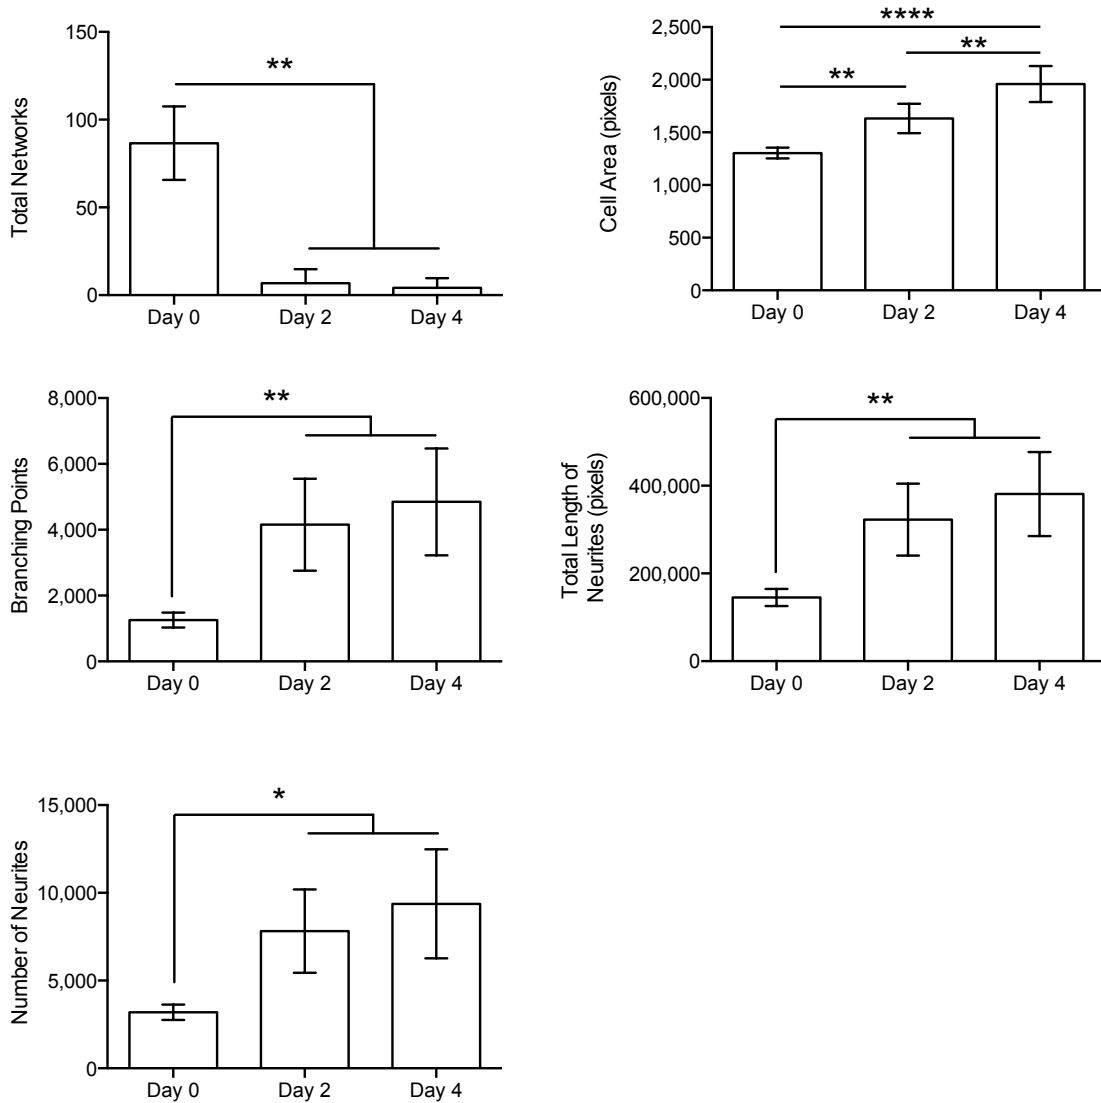 **
150
100
50
0
Total Networks
Day 0 Day 2 Day 4
****
**
**
2,500
2,000
1,500
1,000
500
0
Cell Area (pixels)
Day 0 Day 2 Day 4
**
8,000
6,000
4,000
2,000
0
Branching Points
Day 0 Day 2 Day 4
**
600,000
400,000
200,000
0
Total Length of
Neurites (pixels)
Day 0 Day 2 Day 4
*
15,000
10,000
5,000
0
Number of Neurites
Day 0 Day 2 Day 4